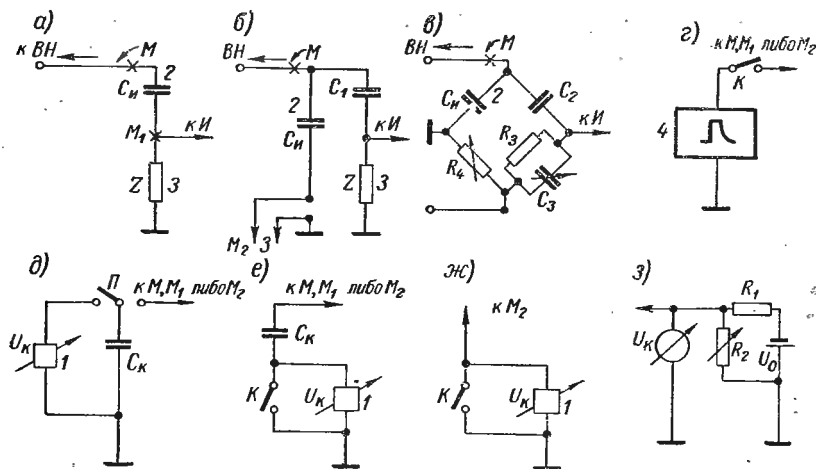 а)
к ВН
М
2
Cи
М₁
к И
Z
3
б)
ВН
М
C₁
2
Cи
к И
Z
3
М₂
З
в)
ВН
М
Cи
2
C₂
к И
R₃
R₄
C₃
г)
к М, М₁ либо М₂
К
4
д)
П
к М, М₁ либо М₂
Uк
1
Cк
е)
к М, М₁ либо М₂
Cк
К
Uк
1
ж)
к М₂
К
Uк
1
з)
R₁
Uк
R₂
U₀